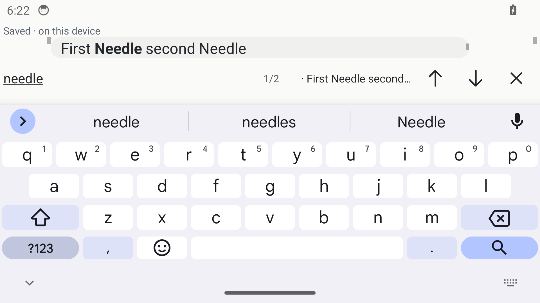 6:22
Saved · on this device
First Needle second Needle
needle
1/2
· First Needle second...
needle needles Needle
q 1 w 2 e 3 r 4 t 5 y 6 u 7 i 8 o 9 p 0
a s d f g h j k l
z x c v b n m
?123 , .